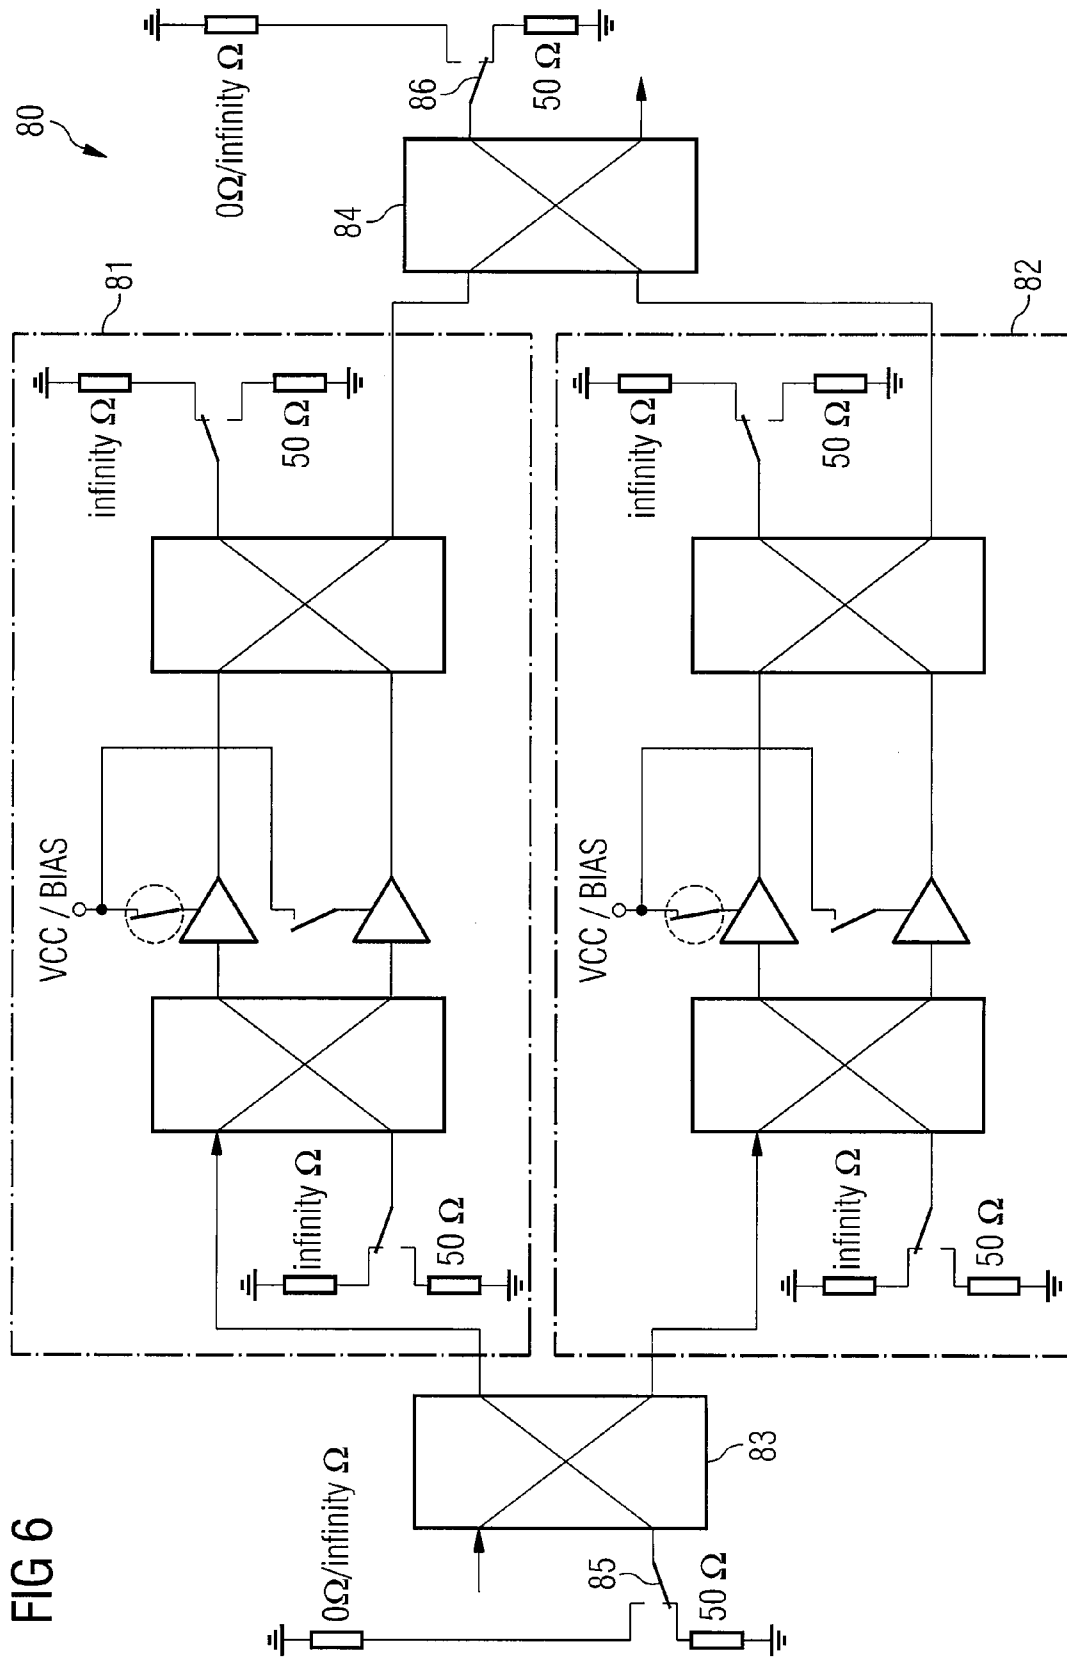 FIG 6
80
81
82
83
84
85
86
0Ω/infinity Ω
50 Ω
infinity Ω
50 Ω
VCC / BIAS
infinity Ω
50 Ω
infinity Ω
50 Ω
VCC / BIAS
infinity Ω
50 Ω
0Ω/infinity Ω
50 Ω